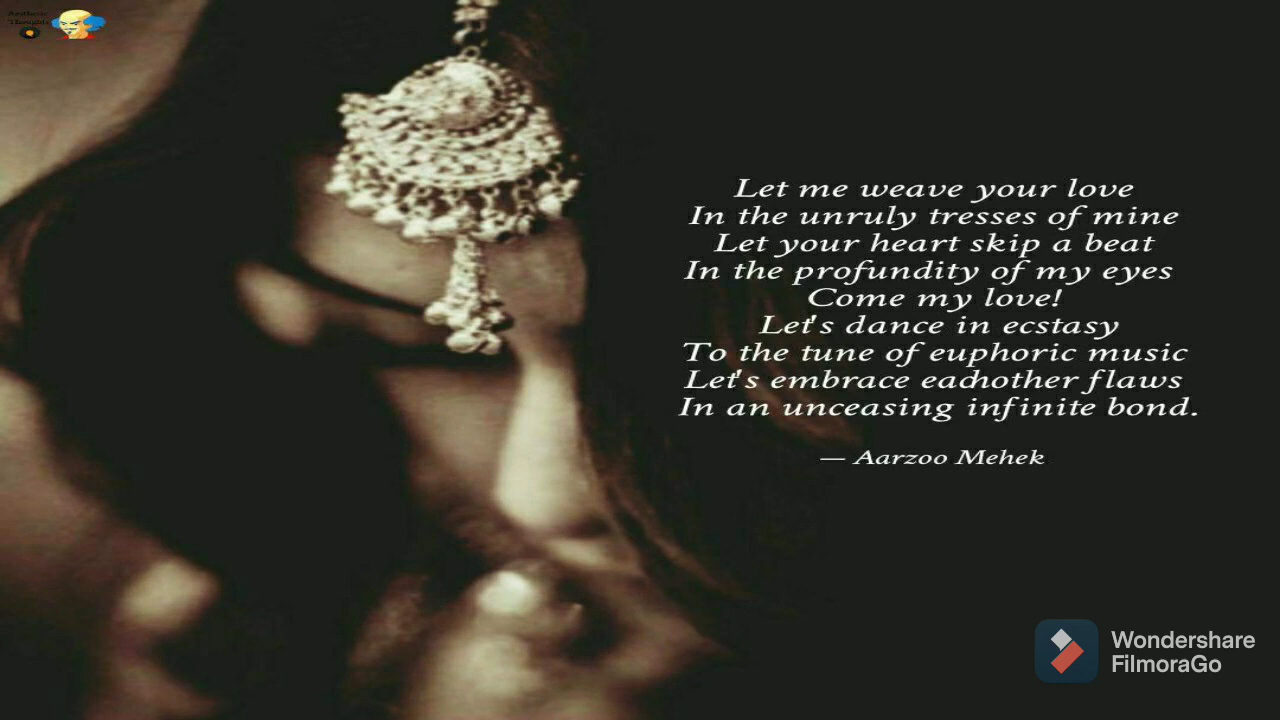 Aesthetic
Thoughts
Let me weave your love
In the unruly tresses of mine
Let your heart skip a beat
In the profundity of my eyes
Come my love!
Let's dance in ecstasy
To the tune of euphoric music
Let's embrace eachother flaws
In an unceasing infinite bond.
— Aarzoo Mehek
Wondershare
FilmoraGo